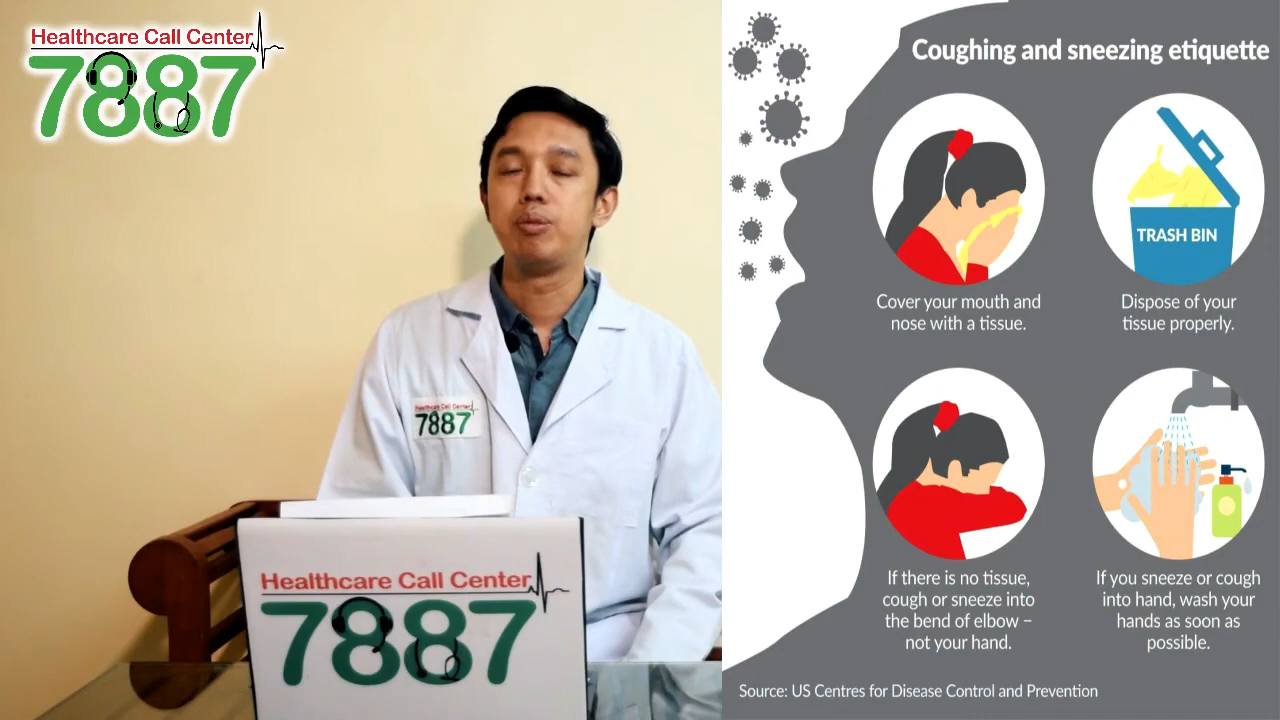 Healthcare Call Center
7887
Healthcare Call Center
7887
Healthcare Call Center
7887
Coughing and sneezing etiquette
TRASH BIN
Cover your mouth and
nose with a tissue.
Dispose of your
tissue properly.
If there is no tissue,
cough or sneeze into
the bend of elbow –
not your hand.
If you sneeze or cough
into hand, wash your
hands as soon as
possible.
Source: US Centres for Disease Control and Prevention